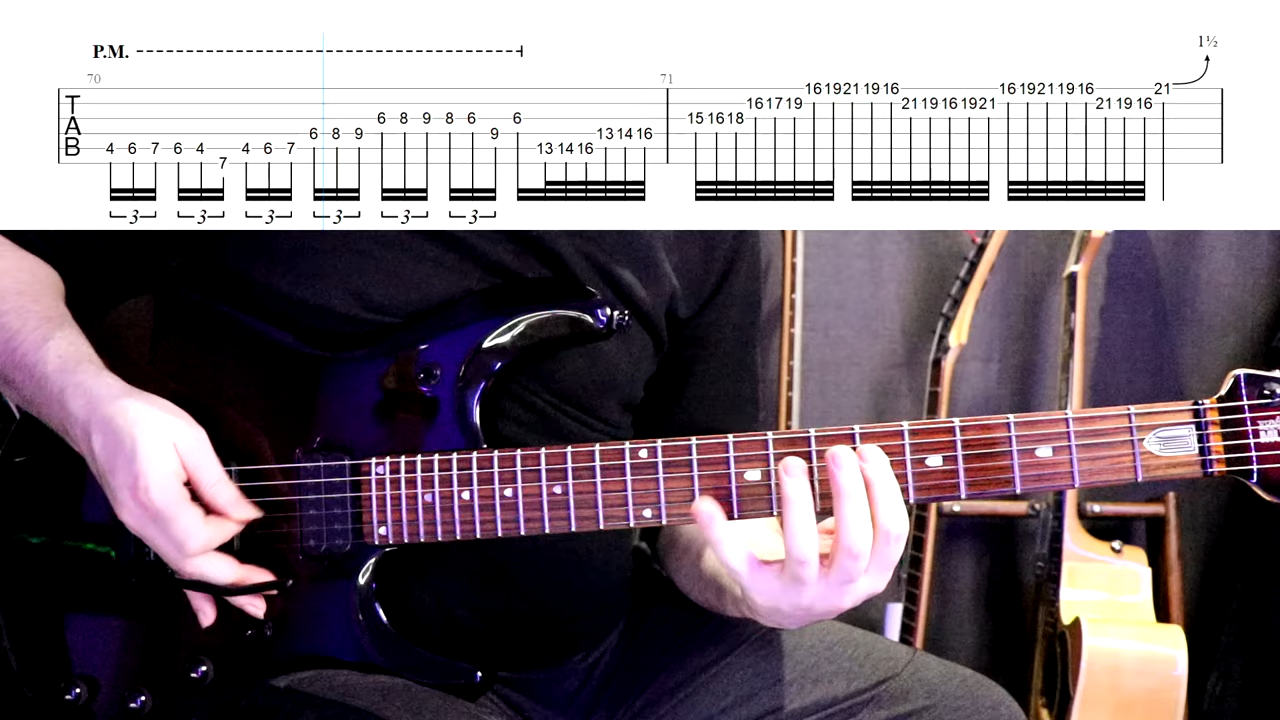 P.M.
1½
70 71
16 19 21 19 16 16 19 21 19 16 21
T 16 17 19 21 19 16 19 21 21 19 16
A 6 8 9 8 6 6 15 16 18
6 8 9 9 13 14 16
B 4 6 7 6 4 4 6 7 13 14 16
7
3 3 3 3 3 3